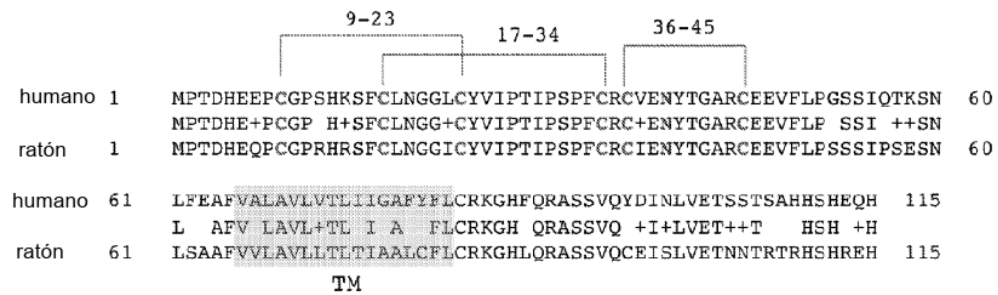 9-23
17-34
36-45
humano 1 MPTDHEEPCGPSHKSFCLNGGLCYVIPTIPSPFCRCVENYTGARCEEVFLPGSSIQTKSN 60
MPTDHE+PCGP H+SFCLNGG+CYVIPTIPSPFCRC+ENYTGARCEEVFLP SSI ++SN
ratón 1 MPTDHEQPCGPRHRSFCLNGGICYVIPTIPSPFCRCIENYTGARCEEVFLPSSSIPSESN 60
humano 61 LFEAFVALAVLVTLIIGAFYFLCRKGHFQRASSVQYDINLVETSSTSAHHSHEQH 115
L AFV LAVL+TL I A FLCRKGH QRASSVQ +I+LVET++T HSH +H
ratón 61 LSAAFVVLAVLLTLTIAALCFLCRKGHLQRASSVQCEISLVETNNTRTRHSHREH 115
TM